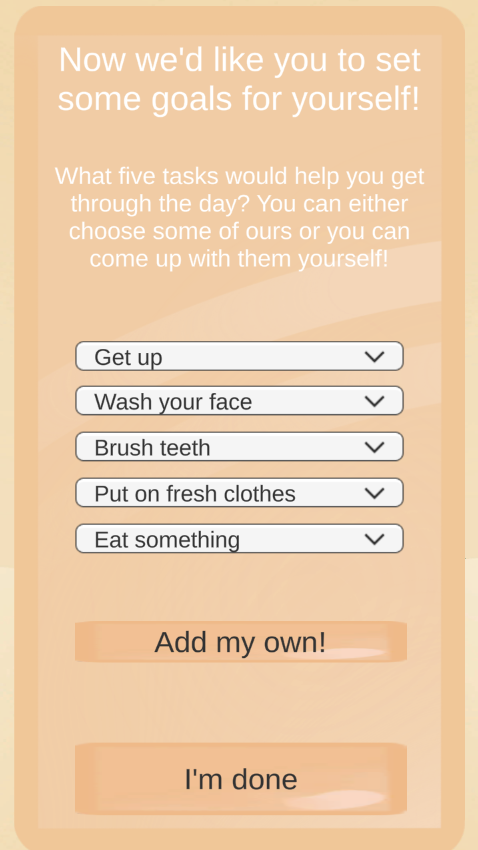 Now we'd like you to set
some goals for yourself!
What five tasks would help you get
through the day? You can either
choose some of ours or you can
come up with them yourself!
Get up
Wash your face
Brush teeth
Put on fresh clothes
Eat something
Add my own!
I'm done